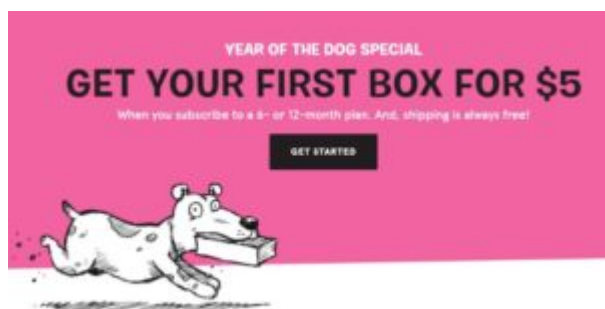 YEAR OF THE DOG SPECIAL
GET YOUR FIRST BOX FOR $5
When you subscribe to a 6- or 12-month plan. And, shipping is always free!
GET STARTED